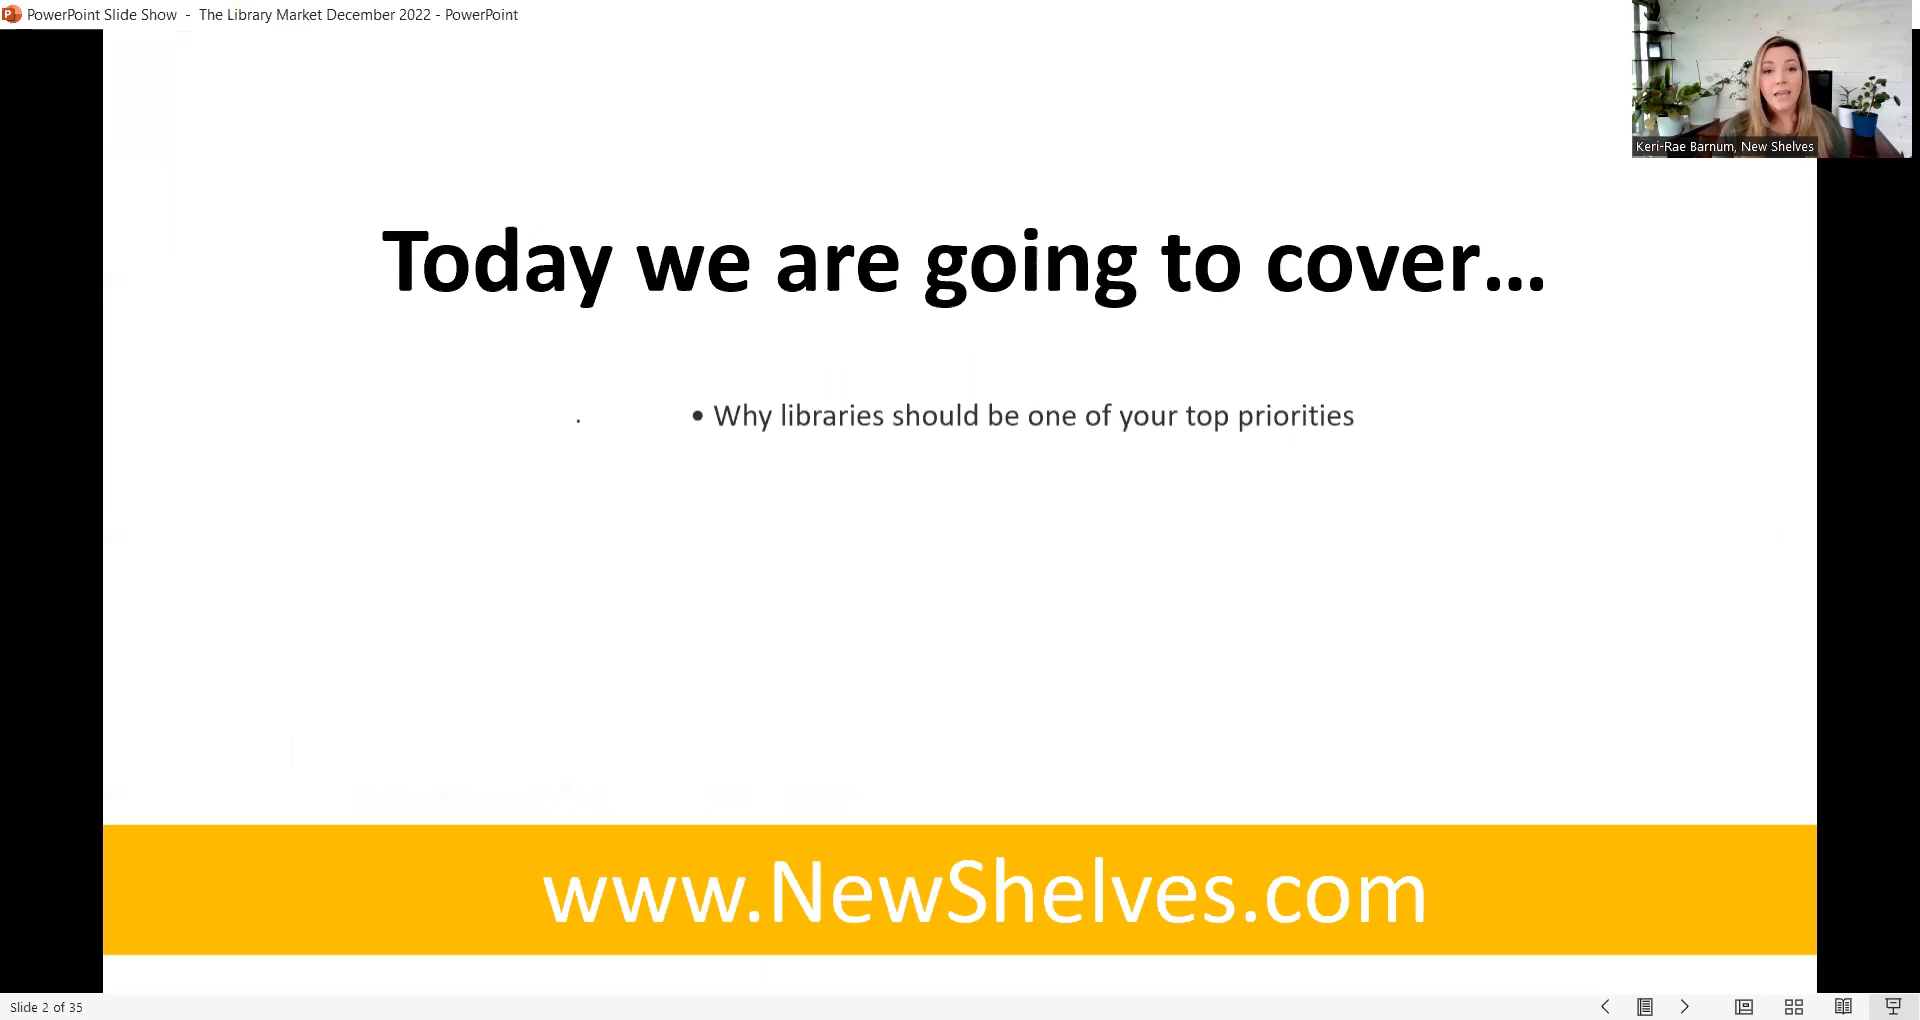 PowerPoint Slide Show - The Library Market December 2022 - PowerPoint
Keri-Rae Barnum, New Shelves
Today we are going to cover...
• Why libraries should be one of your top priorities
www.NewShelves.com
Slide 2 of 35